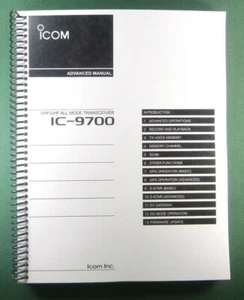 ICOM
ADVANCED MANUAL
VHF/UHF ALL MODE TRANSCEIVER
IC-9700
INTRODUCTION
1 ADVANCED OPERATIONS
2 RECORD AND PLAYBACK
3 TX VOICE MEMORY
4 MEMORY CHANNEL
5 SCAN
6 OTHER FUNCTIONS
7 GPS OPERATION (BASIC)
8 GPS OPERATION (ADVANCED)
9 D-STAR (BASIC)
10 D-STAR (ADVANCED)
11 DV GATEWAY
12 DD MODE OPERATION
13 FIRMWARE UPDATE
Icom Inc.